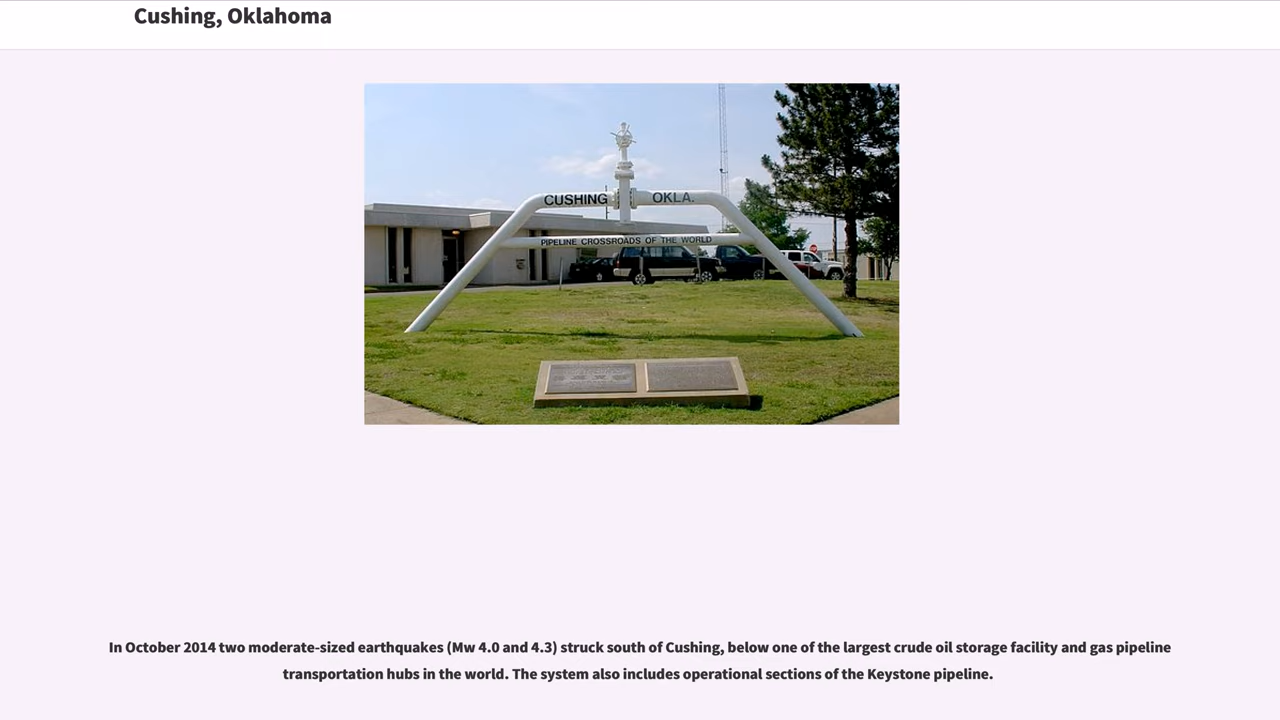 Cushing, Oklahoma
CUSHING OKLA.
PIPELINE CROSSROADS OF THE WORLD
In October 2014 two moderate-sized earthquakes (Mw 4.0 and 4.3) struck south of Cushing, below one of the largest crude oil storage facility and gas pipeline
transportation hubs in the world. The system also includes operational sections of the Keystone pipeline.